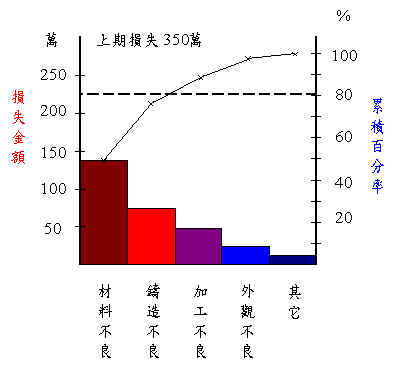 %
萬
上期損失 350萬
250
200
150
100
50
損失金額
100
80
60
40
20
累積百分率
材料不良
鑄造不良
加工不良
外觀不良
其它